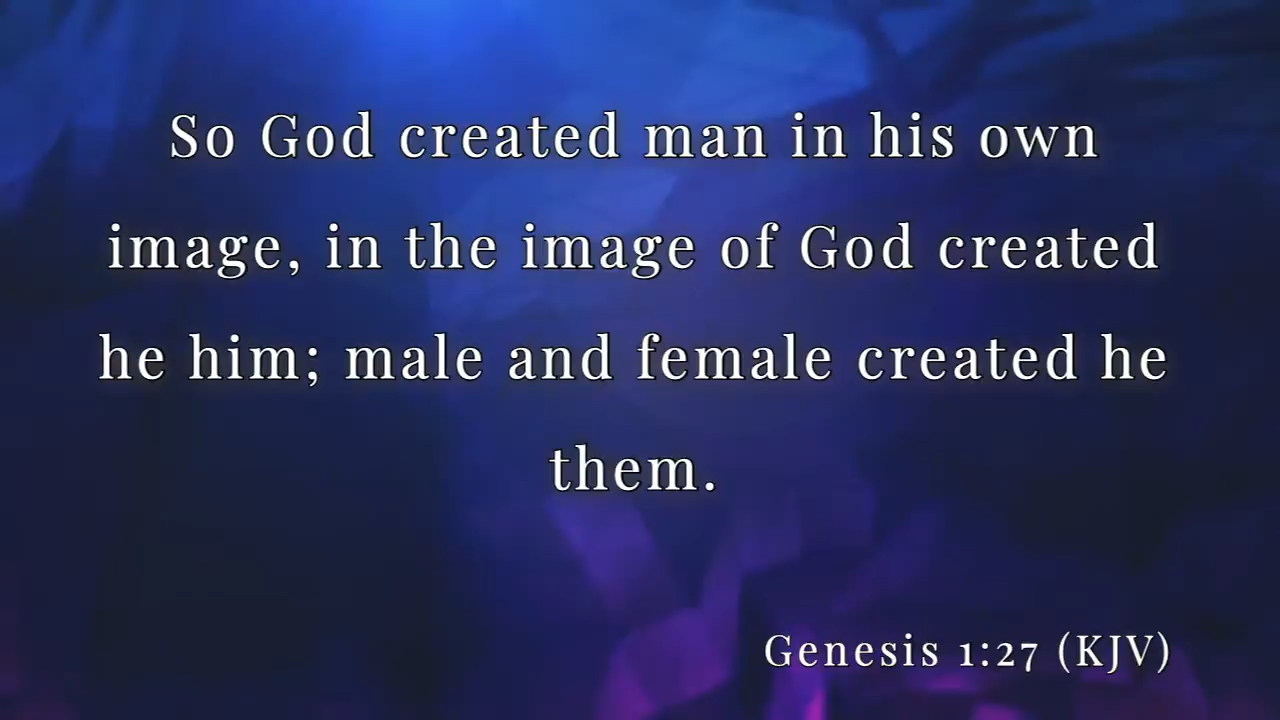 So God created man in his own
image, in the image of God created
he him; male and female created he
them.
Genesis 1:27 (KJV)